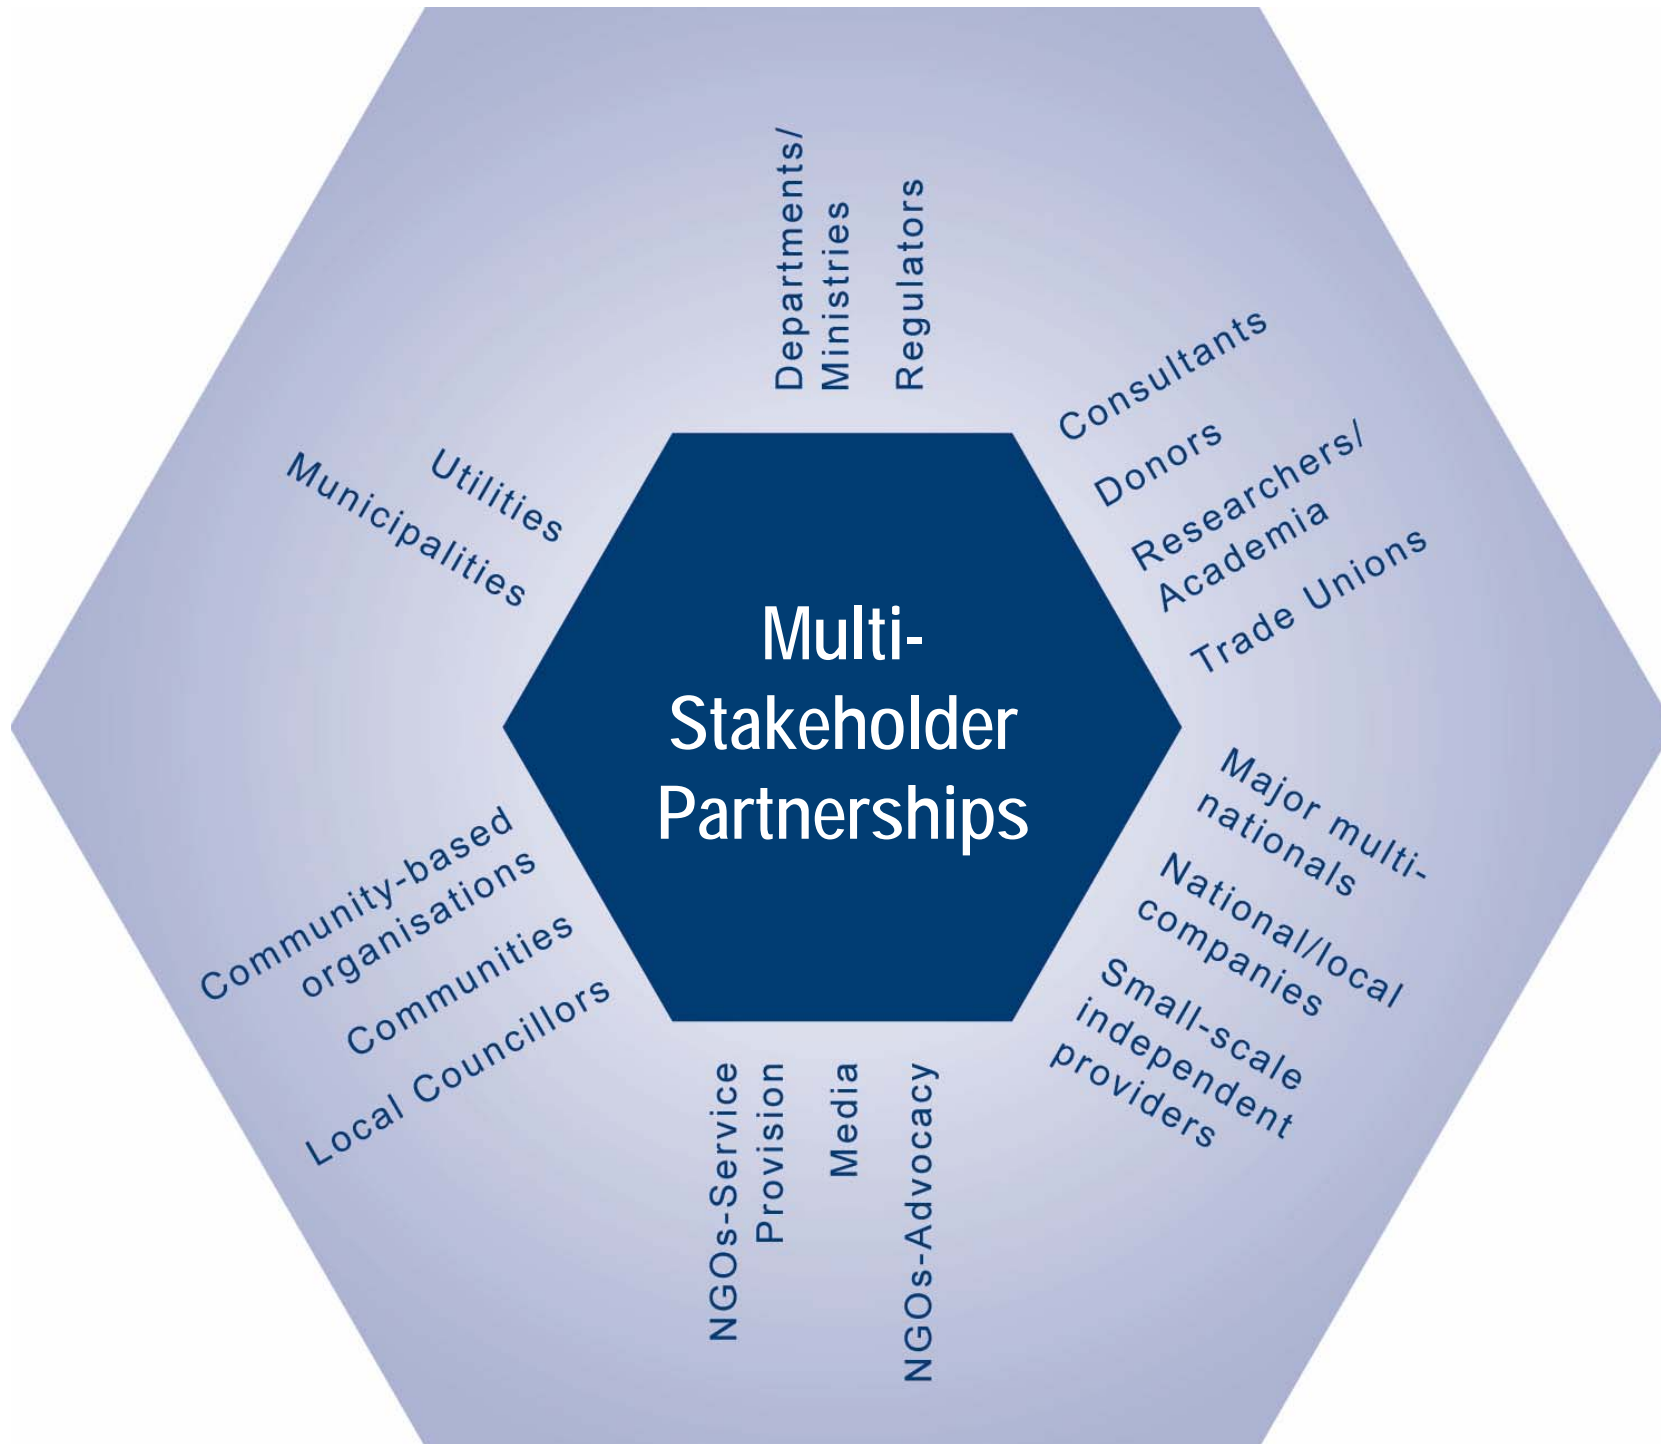 Departments/
Ministries
Regulators
Consultants
Donors
Researchers/
Academia
Trade Unions
Utilities
Municipalities
Multi-
Stakeholder
Partnerships
Major multi-
nationals
National/local
companies
Small-scale
independent
providers
Community-based
organisations
Communities
Local Councillors
NGOs-Service
Provision
Media
NGOs-Advocacy